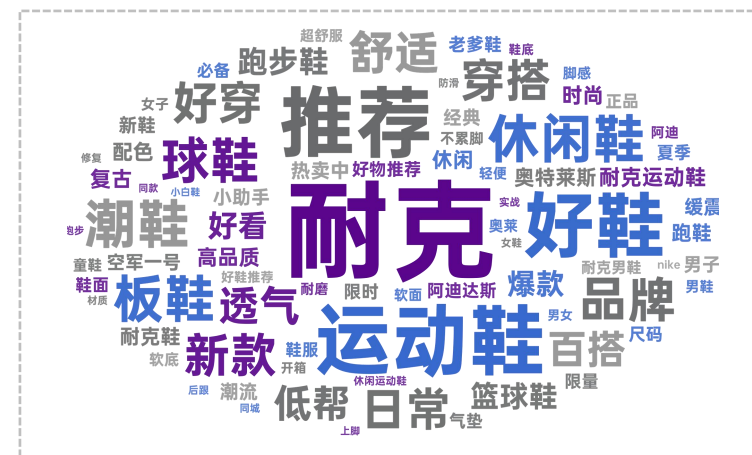 超舒服
老爹鞋
鞋底
跑步鞋
舒适
必备
穿搭
脚感
防滑
好穿
推荐
时尚
正品
女子
经典
新鞋
休闲鞋
阿迪
不累脚
配色
球鞋
修复
休闲
夏季
热卖中
好物推荐
轻便
奥特莱斯
耐克运动鞋
复古
同款
小白鞋
小助手
耐克
实战
好鞋
缓震
潮鞋
好看
奥莱
跑鞋
跑步
女鞋
高品质
童鞋
空军一号
耐克男鞋
nike
男子
好鞋推荐
鞋面
板鞋
透气
耐磨
限时
软面
阿迪达斯
爆款
品牌
男鞋
材质
运动鞋
男女
耐克鞋
尺码
新款
鞋服
百搭
软底
开箱
休闲运动鞋
限量
后跟
潮流
低帮
日常
篮球鞋
同城
气垫
上脚